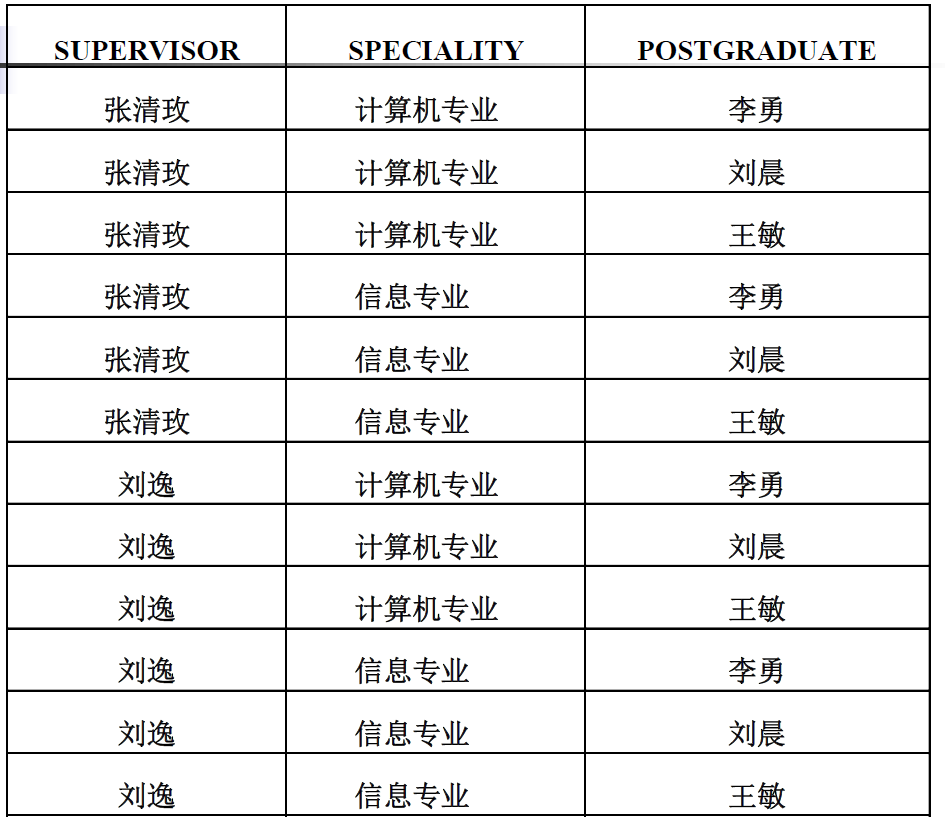 SUPERVISOR SPECIALITY POSTGRADUATE
张清玫 计算机专业 李勇
张清玫 计算机专业 刘晨
张清玫 计算机专业 王敏
张清玫 信息专业 李勇
张清玫 信息专业 刘晨
张清玫 信息专业 王敏
刘逸 计算机专业 李勇
刘逸 计算机专业 刘晨
刘逸 计算机专业 王敏
刘逸 信息专业 李勇
刘逸 信息专业 刘晨
刘逸 信息专业 王敏